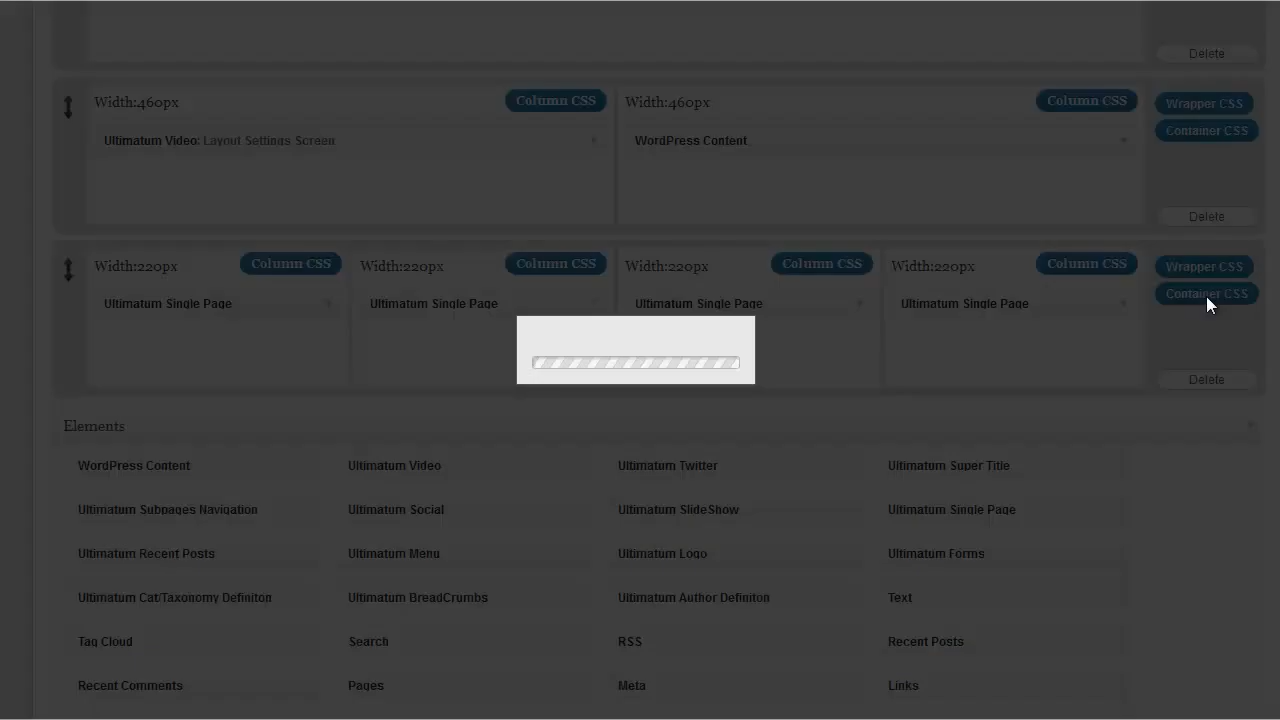 Delete
Width:460px
Column CSS
Width:460px
Column CSS
Wrapper CSS
Container CSS
Ultimatum Video: Layout Settings Screen
WordPress Content
Delete
Width:220px
Column CSS
Width:220px
Column CSS
Width:220px
Column CSS
Width:220px
Column CSS
Wrapper CSS
Container CSS
Ultimatum Single Page
Ultimatum Single Page
Ultimatum Single Page
Ultimatum Single Page
Delete
Elements
WordPress Content
Ultimatum Video
Ultimatum Twitter
Ultimatum Super Title
Ultimatum Subpages Navigation
Ultimatum Social
Ultimatum SlideShow
Ultimatum Single Page
Ultimatum Recent Posts
Ultimatum Menu
Ultimatum Logo
Ultimatum Forms
Ultimatum Cat/Taxonomy Definiton
Ultimatum BreadCrumbs
Ultimatum Author Definiton
Text
Tag Cloud
Search
RSS
Recent Posts
Recent Comments
Pages
Meta
Links